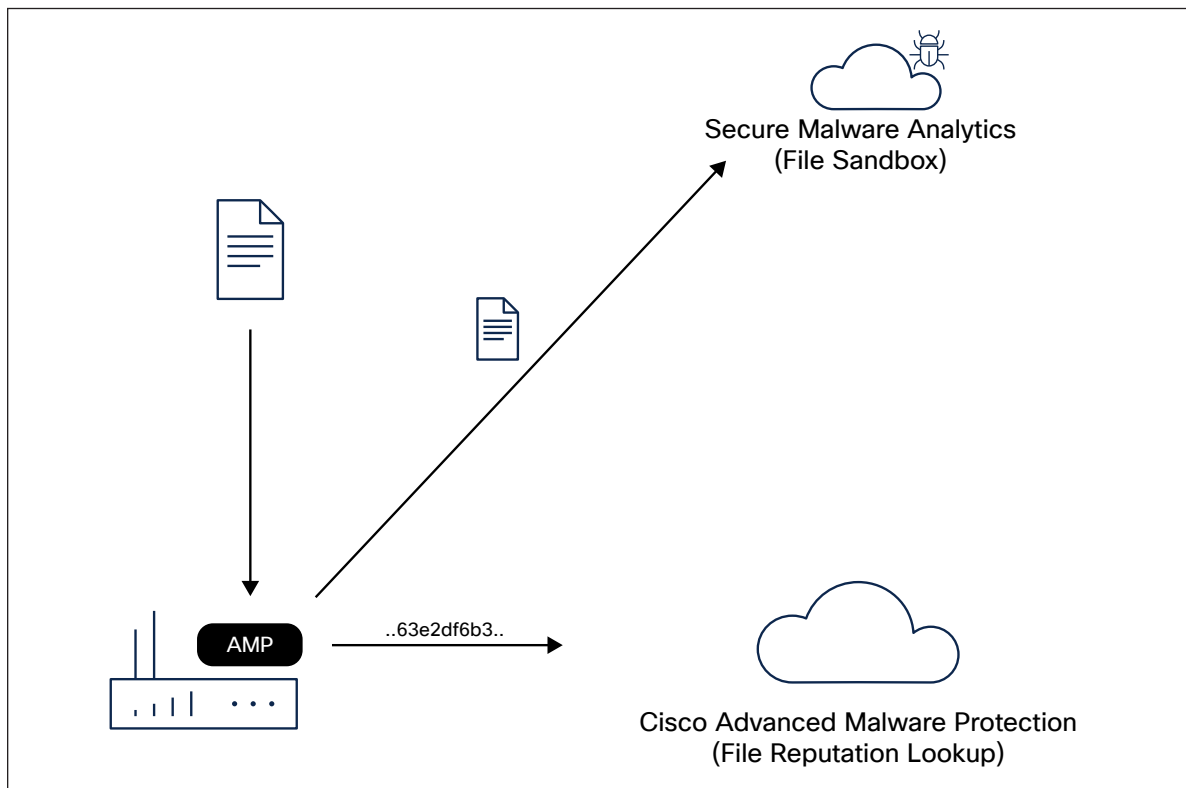 Secure Malware Analytics
(File Sandbox)
AMP
..63e2df6b3..
Cisco Advanced Malware Protection
(File Reputation Lookup)